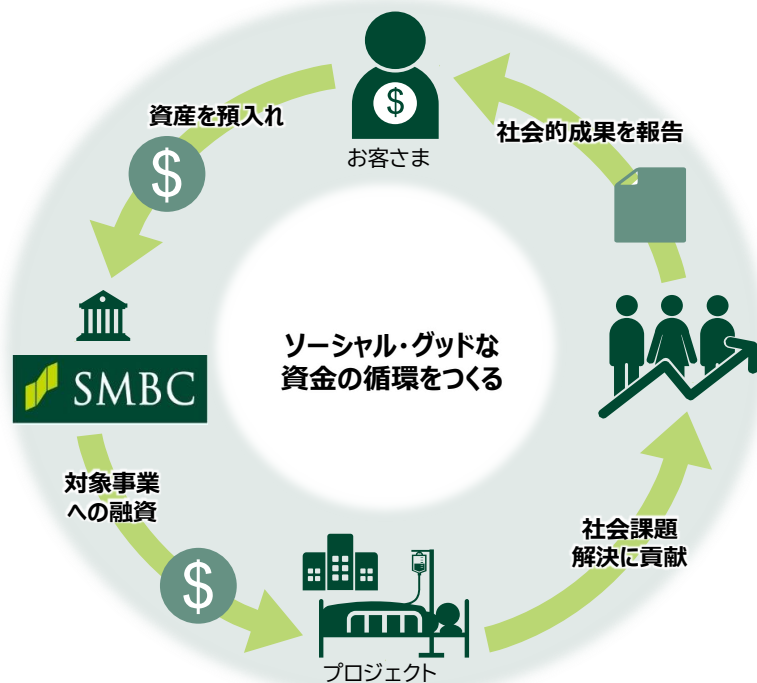 資産を預入れ
$
お客さま
社会的成果を報告
$
ソーシャル・グッドな
資金の循環をつくる
SMBC
対象事業
への融資
$
社会課題
解決に貢献
プロジェクト